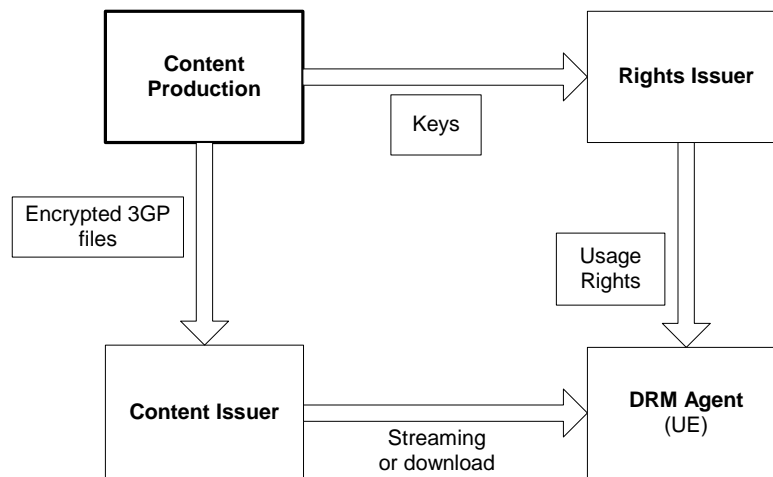 Content
Production
Rights Issuer
Keys
Encrypted 3GP
files
Usage
Rights
Content Issuer
DRM Agent
(UE)
Streaming
or download